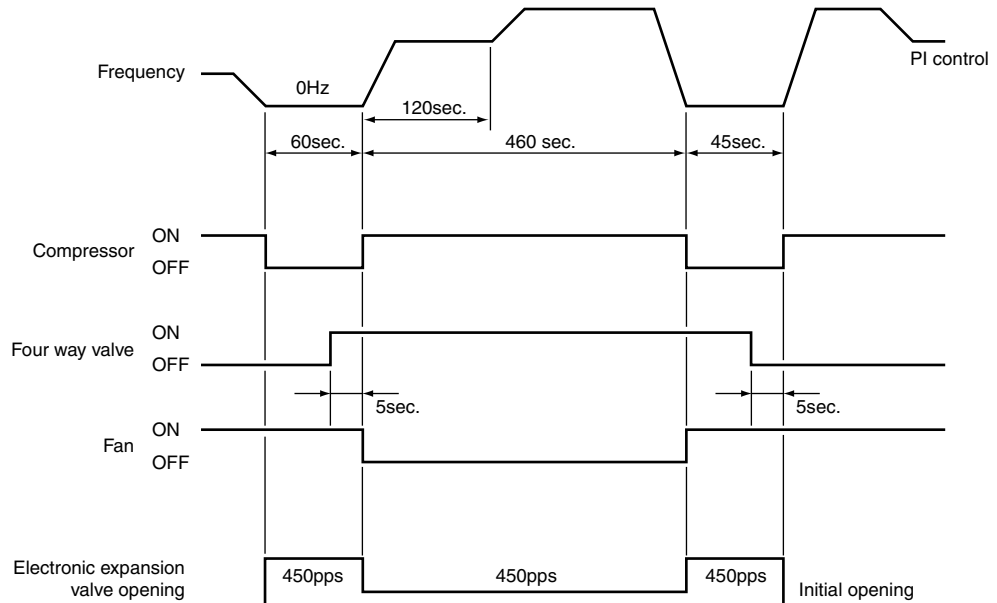 PI control
Frequency
0Hz
120sec.
60sec.
460 sec.
45sec.
ON
Compressor
OFF
ON
Four way valve
OFF
5sec.
5sec.
ON
Fan
OFF
Electronic expansion
valve opening
450pps
450pps
450pps
Initial opening